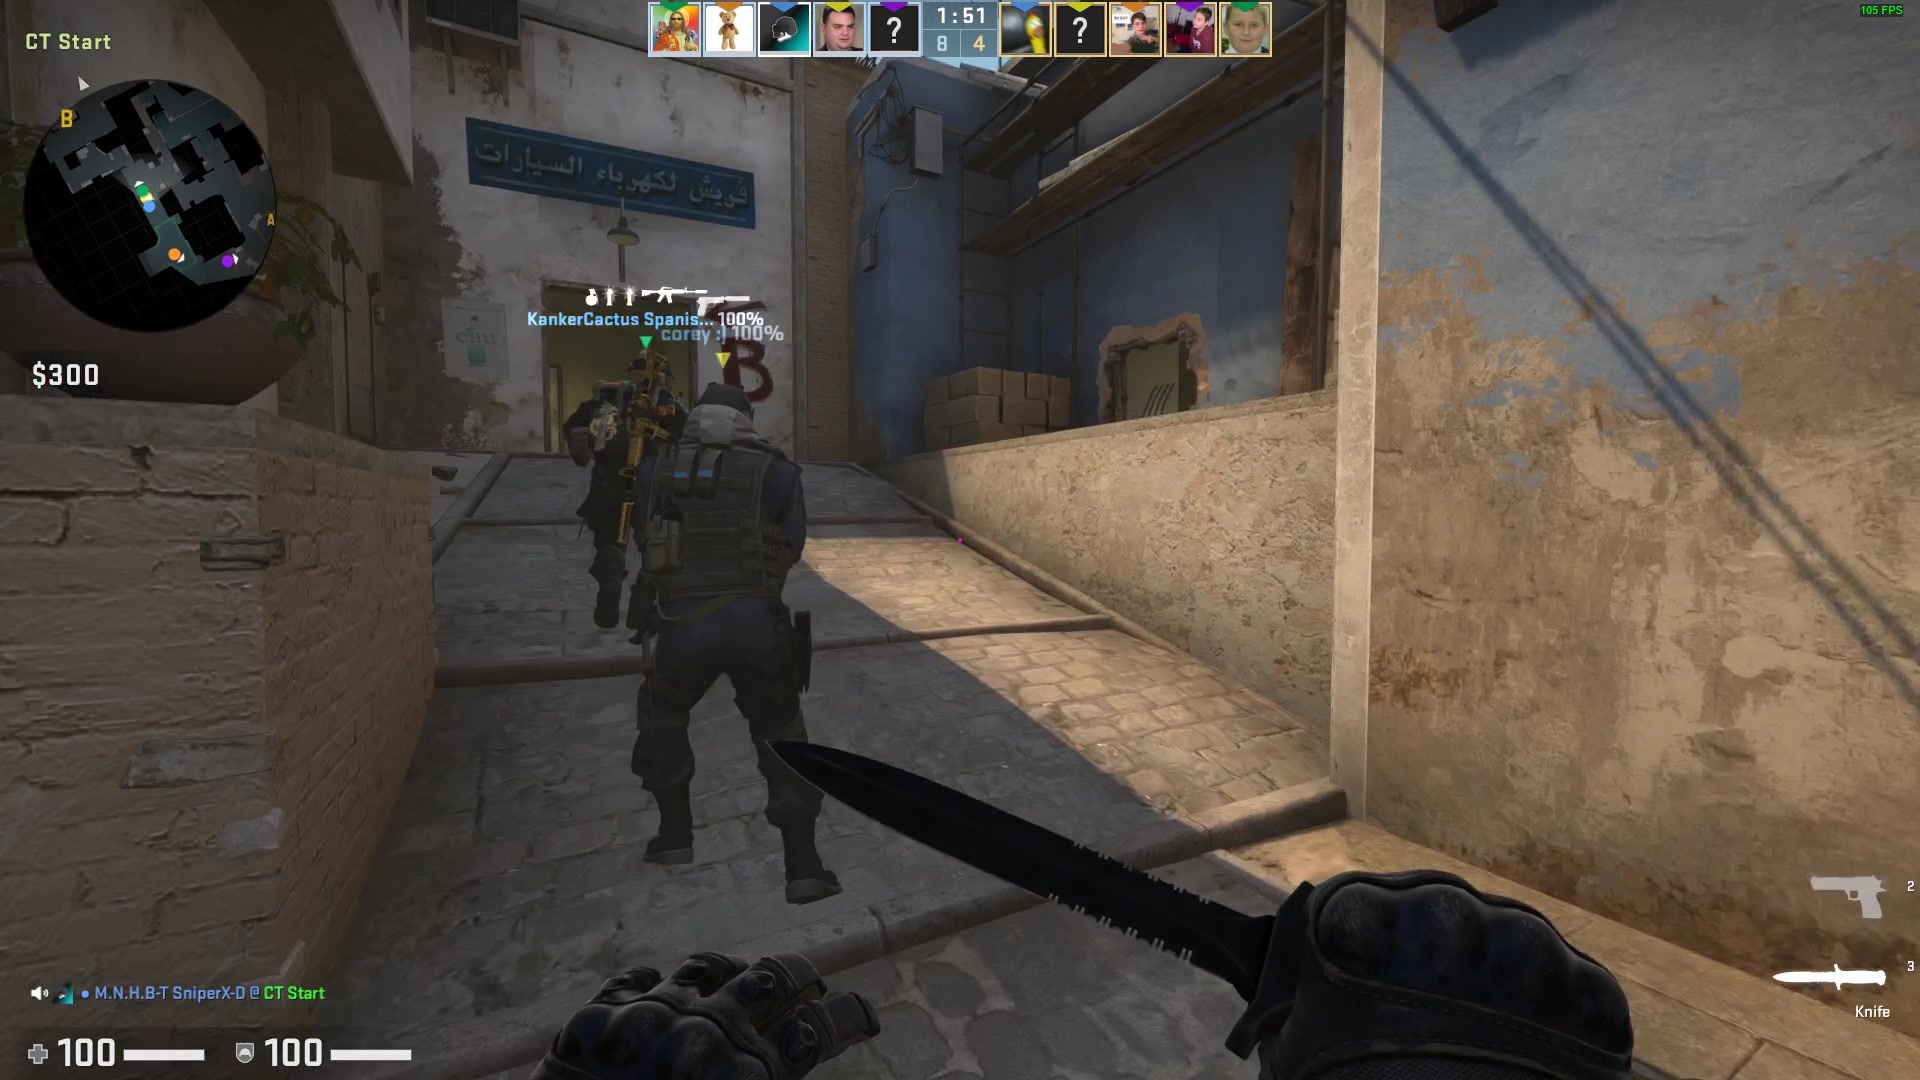 CT Start
1:51
8 4
105 FPS
B
A
فريش لكهرباء السيارات
$300
KankerCactus Spanis... 100%
corey :) 100%
B
? ?
2
3
Knife
M.N.H.B-T SniperX-D @ CT Start
100 100